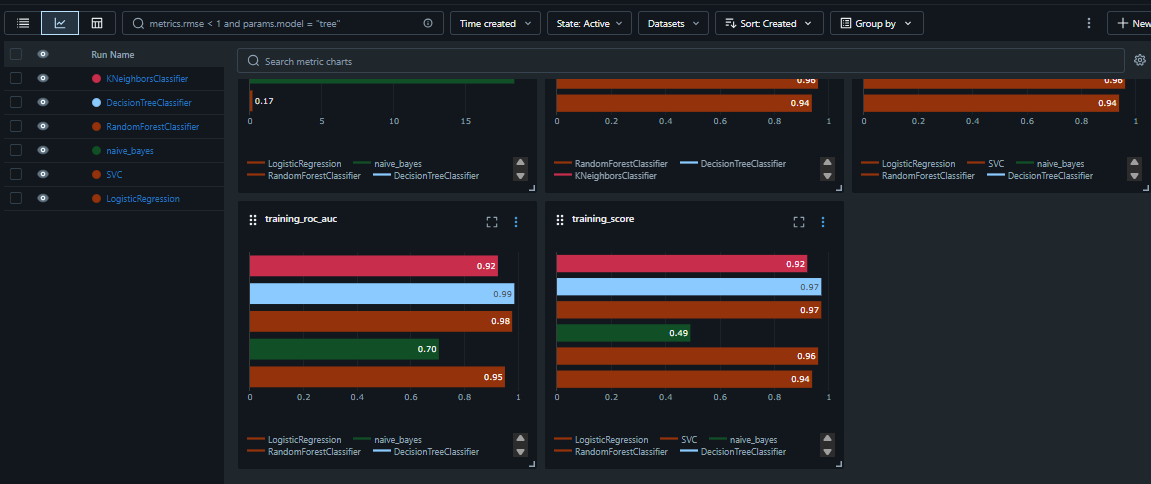 metrics.rmse < 1 and params.model = "tree"
Time created
State: Active
Datasets
Sort: Created
Group by
New
Run Name
KNeighborsClassifier
DecisionTreeClassifier
RandomForestClassifier
naive_bayes
SVC
LogisticRegression
Search metric charts
0.17
0 5 10 15
LogisticRegression naive_bayes
RandomForestClassifier DecisionTreeClassifier
0.96
0.94
0 0.2 0.4 0.6 0.8 1
RandomForestClassifier DecisionTreeClassifier
KNeighborsClassifier
0.96
0.94
0 0.2 0.4 0.6 0.8 1
LogisticRegression SVC naive_bayes
RandomForestClassifier DecisionTreeClassifier
training_roc_auc
0.92
0.99
0.98
0.70
0.95
0 0.2 0.4 0.6 0.8 1
LogisticRegression naive_bayes
RandomForestClassifier DecisionTreeClassifier
training_score
0.92
0.97
0.97
0.49
0.96
0.94
0 0.2 0.4 0.6 0.8 1
LogisticRegression SVC naive_bayes
RandomForestClassifier DecisionTreeClassifier